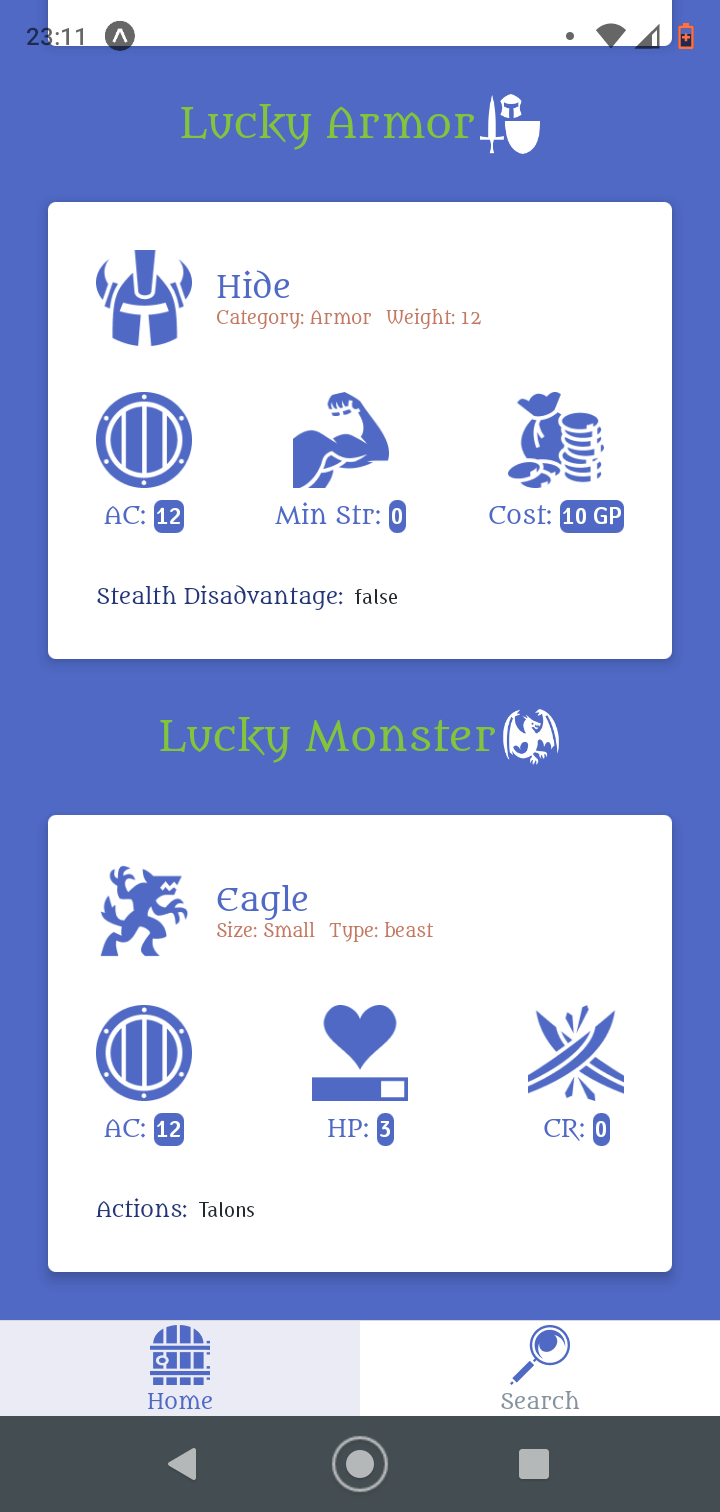 23:11
Lucky Armor
Hide
Category: Armor Weight: 12
AC: 12 Min Str: 0 Cost: 10 GP
Stealth Disadvantage: false
Lucky Monster
Eagle
Size: Small Type: beast
AC: 12 HP: 3 CR: 0
Actions: Talons
Home Search